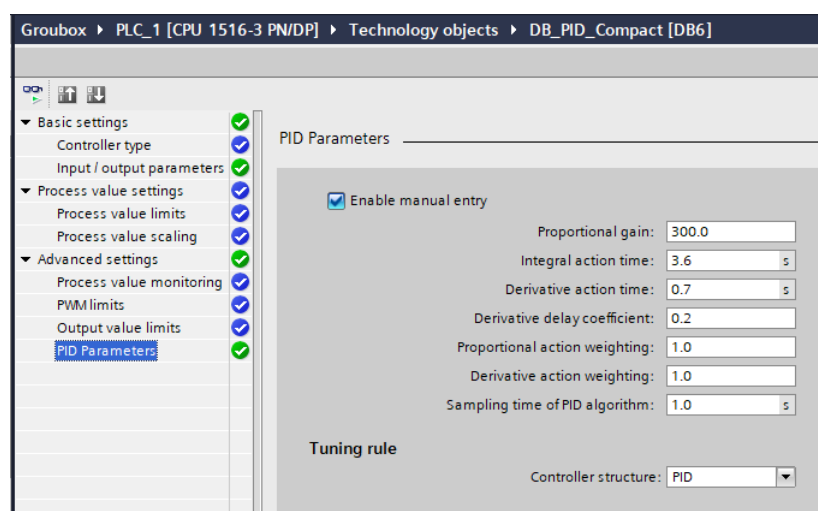 Groubox ▸ PLC_1 [CPU 1516-3 PN/DP] ▸ Technology objects ▸ DB_PID_Compact [DB6]
Basic settings
Controller type
Input / output parameters
Process value settings
Process value limits
Process value scaling
Advanced settings
Process value monitoring
PWM limits
Output value limits
PID Parameters
PID Parameters
Enable manual entry
Proportional gain: 300.0
Integral action time: 3.6 s
Derivative action time: 0.7 s
Derivative delay coefficient: 0.2
Proportional action weighting: 1.0
Derivative action weighting: 1.0
Sampling time of PID algorithm: 1.0 s
Tuning rule
Controller structure: PID